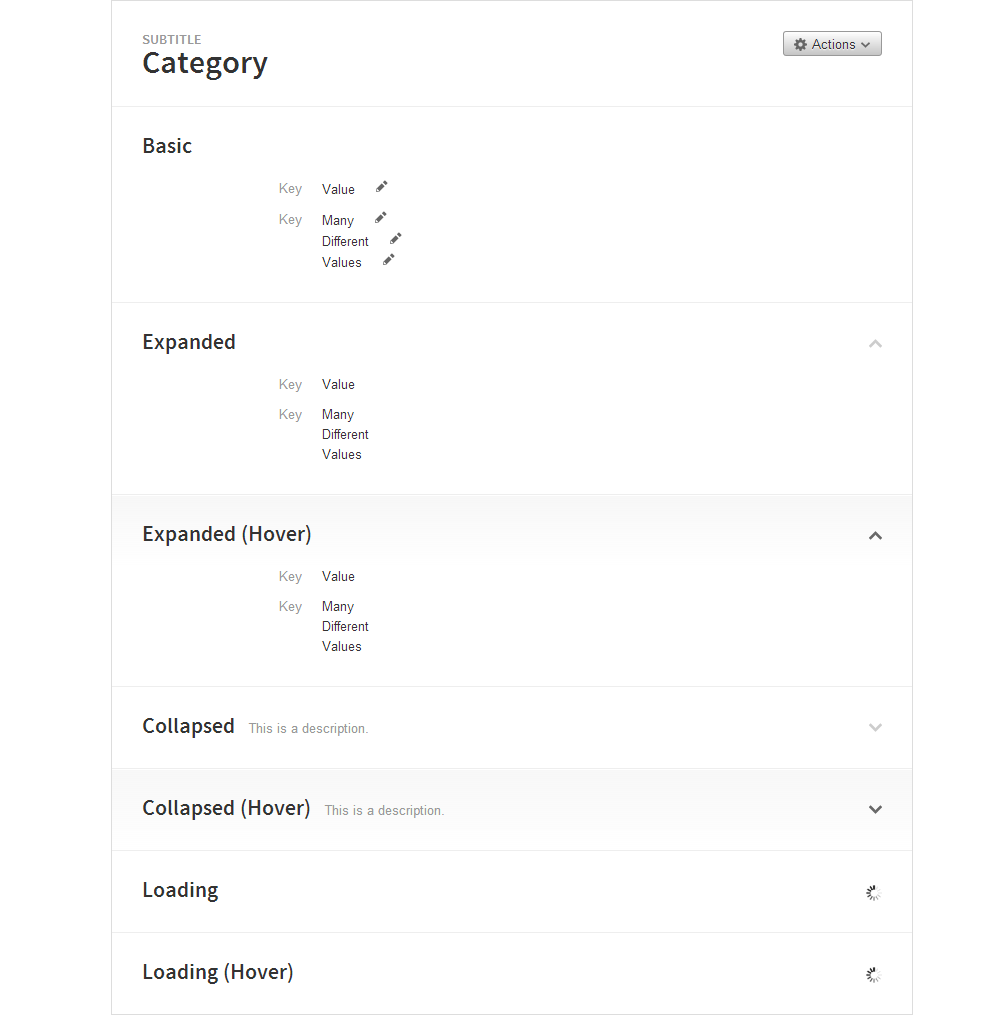 SUBTITLE
Category
Actions
Basic
Key Value
Key Many
Different
Values
Expanded
Key Value
Key Many
Different
Values
Expanded (Hover)
Key Value
Key Many
Different
Values
Collapsed This is a description.
Collapsed (Hover) This is a description.
Loading
Loading (Hover)